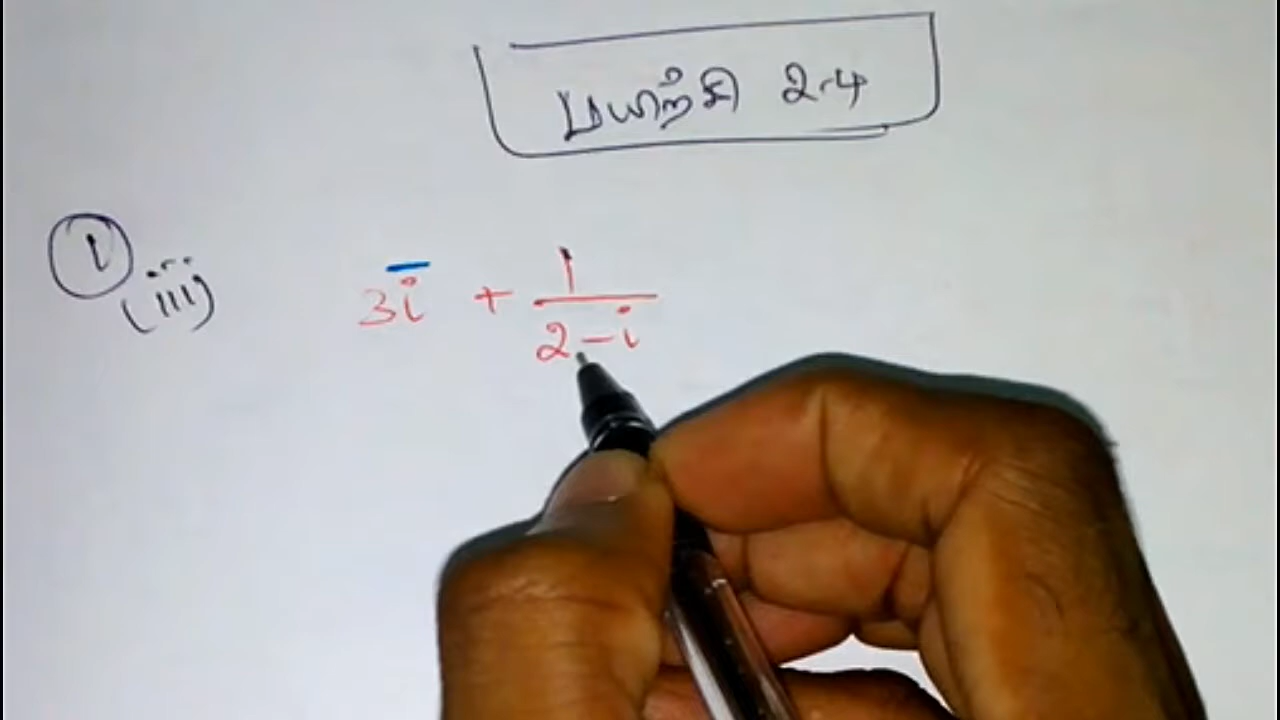 பயிற்சி 2.4
① (iii) 3i̅ + 1/(2-i)